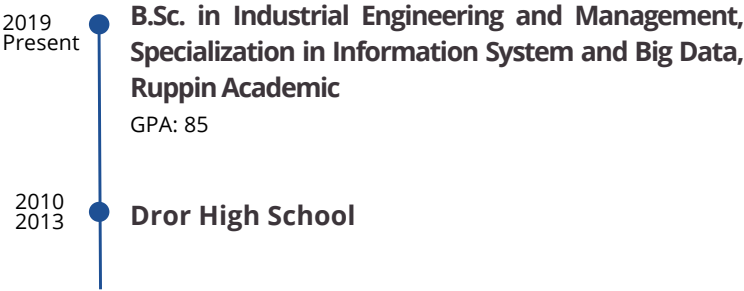 2019
Present
B.Sc. in Industrial Engineering and Management,
Specialization in Information System and Big Data,
Ruppin Academic
GPA: 85
2010
2013
Dror High School